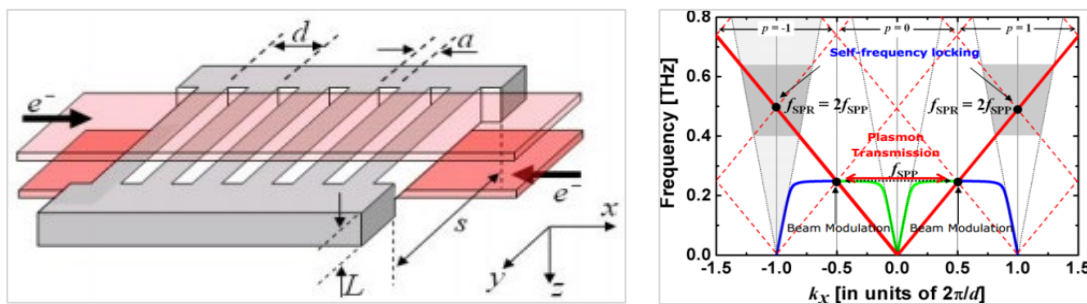 d
a
e⁻
e⁻
s
L
x
y
z
Frequency [THz]
0.8
0.6
0.4
0.2
0.0
p = -1
p = 0
p = 1
Self-frequency locking
fSPR = 2fSPP
fSPR = 2fSPP
Plasmon
Transmission
fSPP
Beam Modulation
Beam Modulation
-1.5 -1.0 -0.5 0.0 0.5 1.0 1.5
kx [in units of 2π/d]